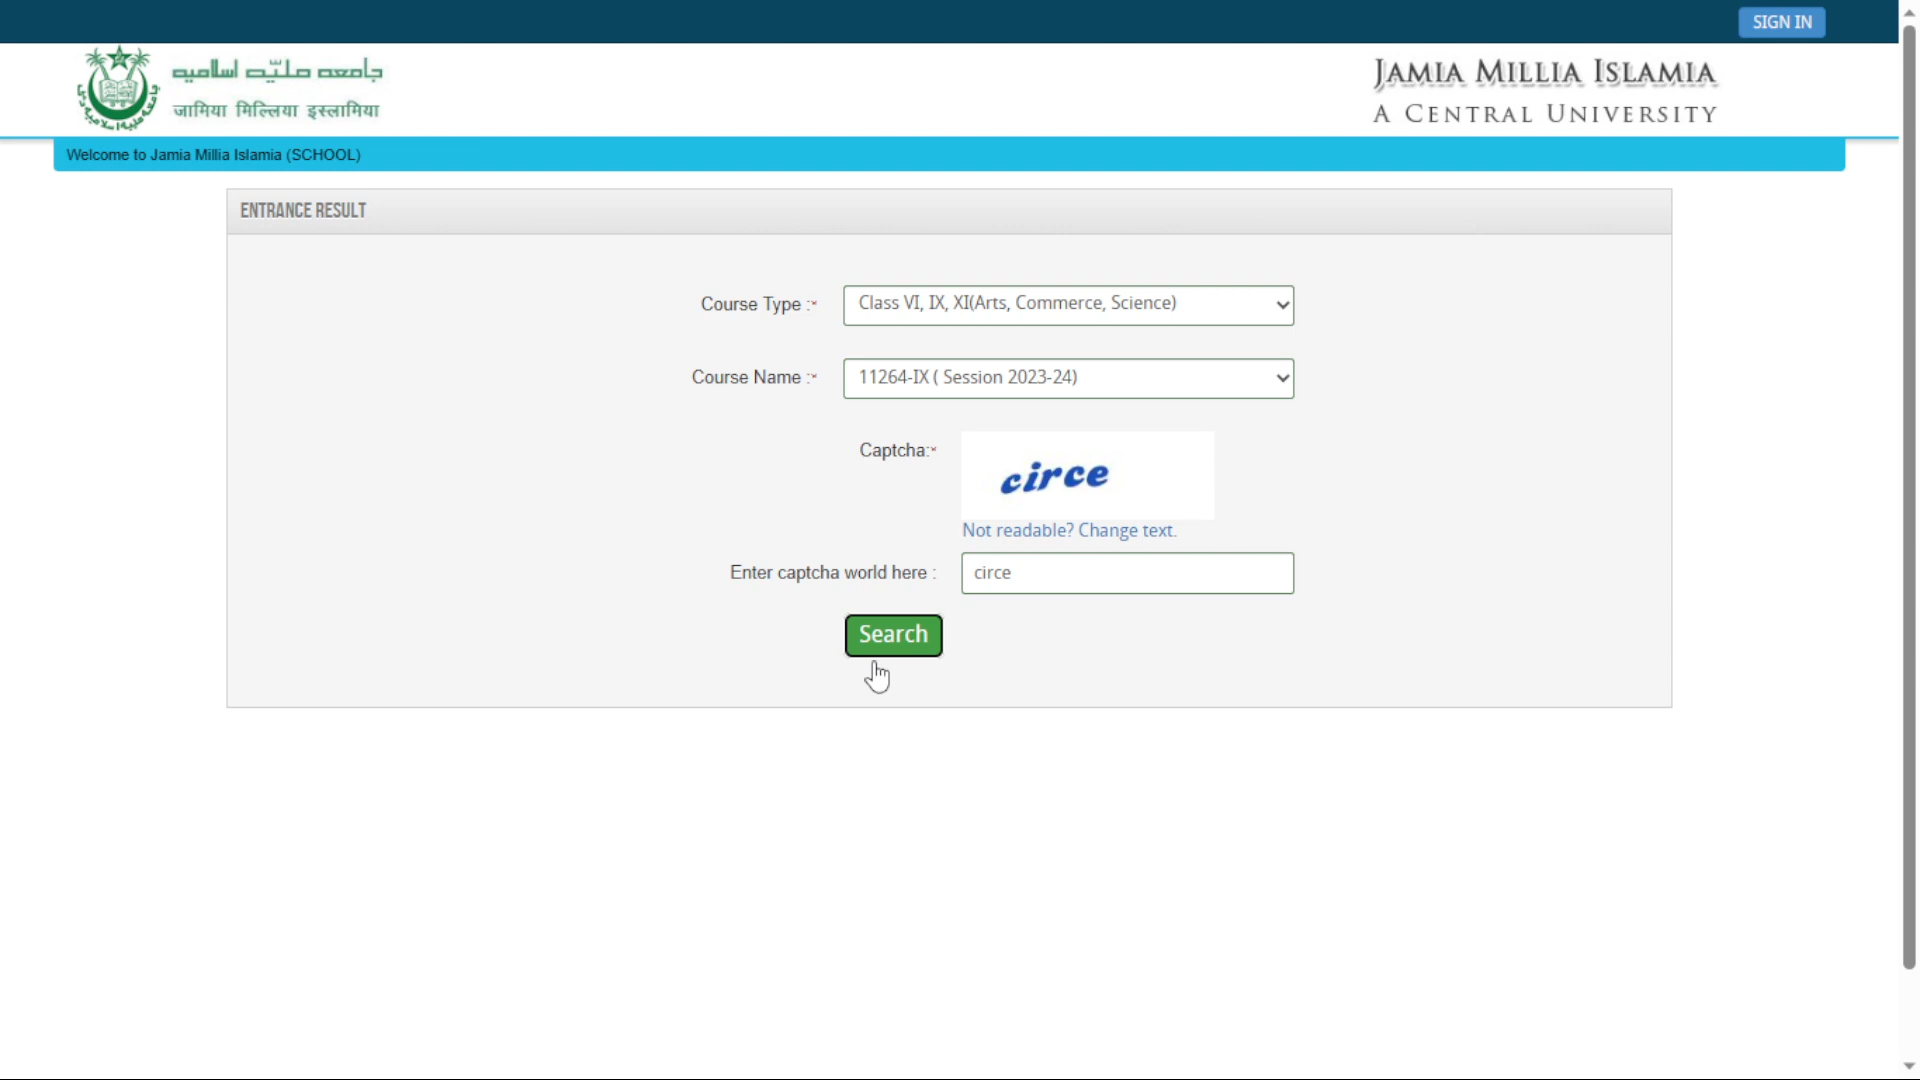 SIGN IN
جامعه ملیّه اسلامیه
जामिया मिल्लिया इस्लामिया
JAMIA MILLIA ISLAMIA
A CENTRAL UNIVERSITY
Welcome to Jamia Millia Islamia (SCHOOL)
ENTRANCE RESULT
Course Type :*
Class VI, IX, XI(Arts, Commerce, Science)
Course Name :*
11264-IX ( Session 2023-24)
Captcha:*
circe
Not readable? Change text.
Enter captcha world here :
circe
Search